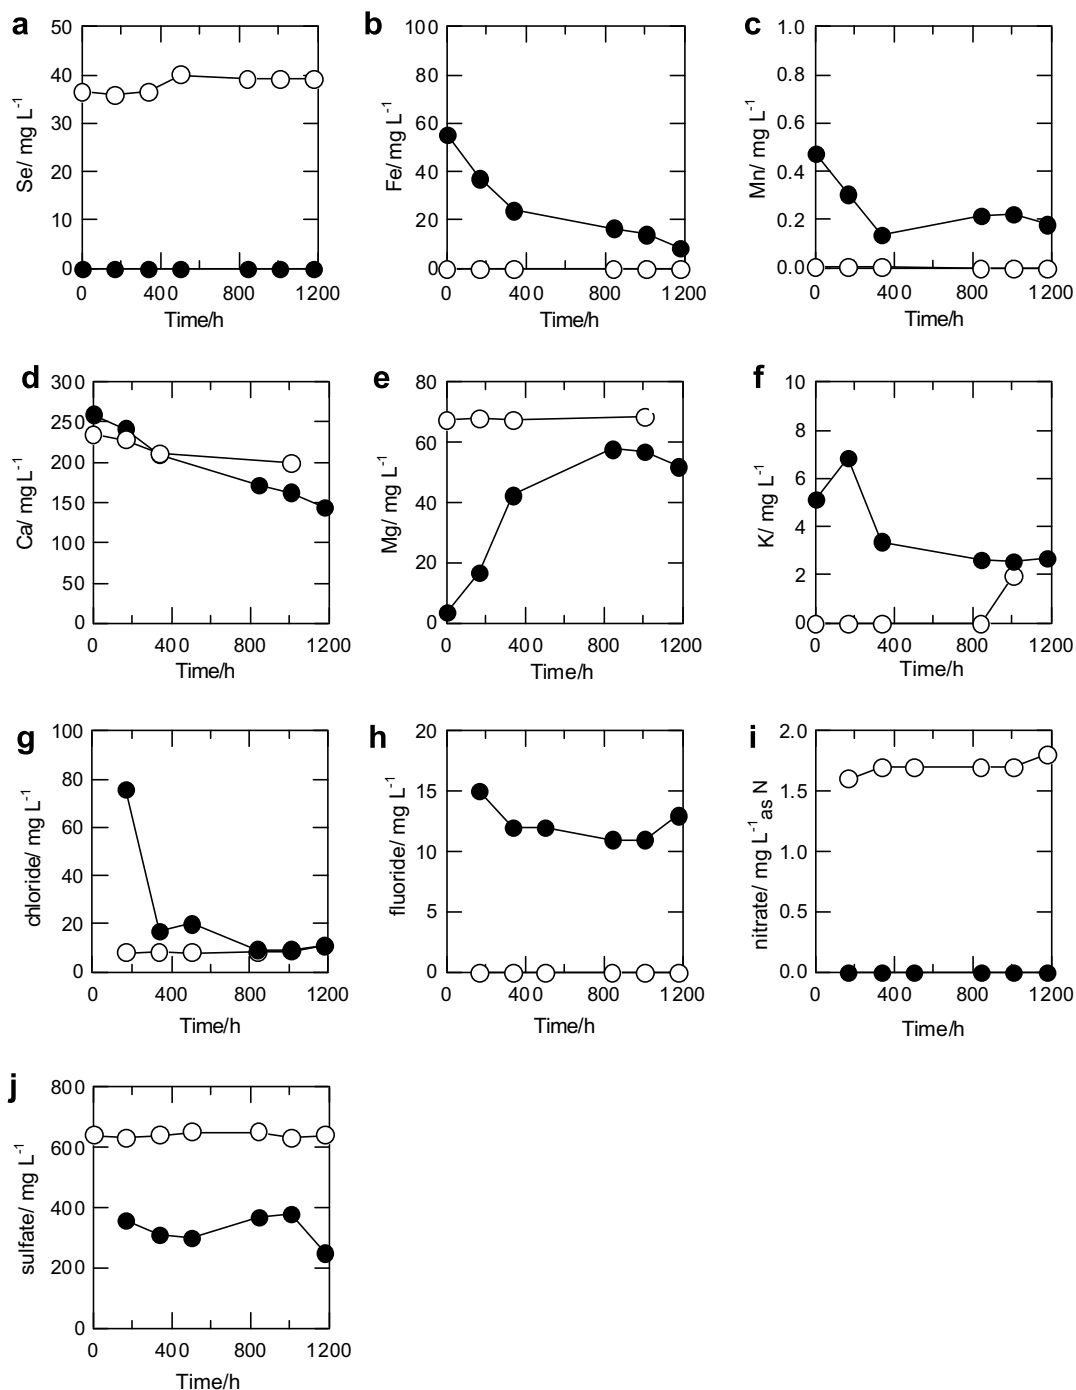 a
Se/ mg L⁻¹
50
40
30
20
10
0
0 400 800 1200
Time/h
b
Fe/ mg L⁻¹
100
80
60
40
20
0
0 400 800 1200
Time/h
c
Mn/ mg L⁻¹
1.0
0.8
0.6
0.4
0.2
0.0
0 400 800 1200
Time/h
d
Ca/ mg L⁻¹
300
250
200
150
100
50
0
0 400 800 1200
Time/h
e
Mg/ mg L⁻¹
80
60
40
20
0
0 400 800 1200
Time/h
f
K/ mg L⁻¹
10
8
6
4
2
0
0 400 800 1200
Time/h
g
chloride/ mg L⁻¹
100
80
60
40
20
0
0 400 800 1200
Time/h
h
fluoride/ mg L⁻¹
20
15
10
5
0
0 400 800 1200
Time/h
i
nitrate/ mg L⁻¹ as N
2.0
1.5
1.0
0.5
0.0
0 400 800 1200
Time/h
j
sulfate/ mg L⁻¹
800
600
400
200
0
0 400 800 1200
Time/h